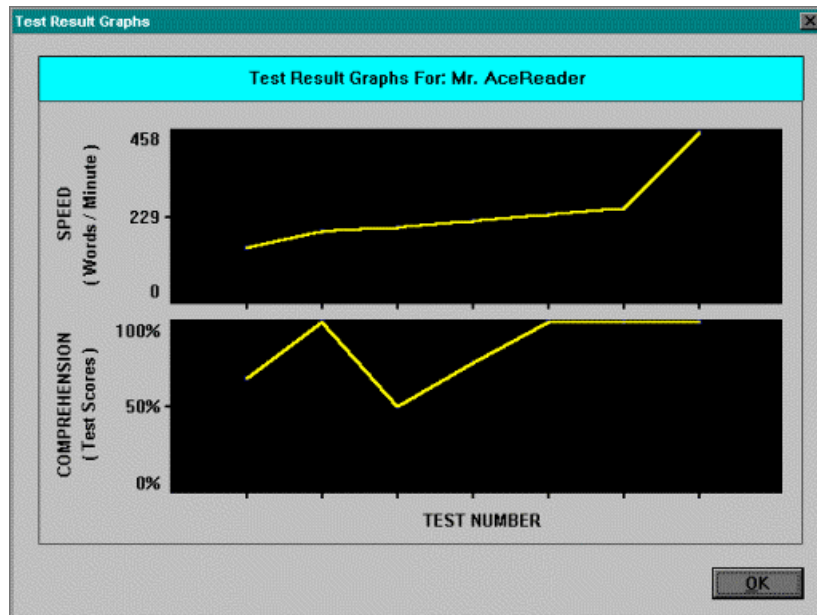 Test Result Graphs
Test Result Graphs For: Mr. AceReader
458
229
0
SPEED
( Words / Minute )
100%
50%
0%
COMPREHENSION
( Test Scores )
TEST NUMBER
OK